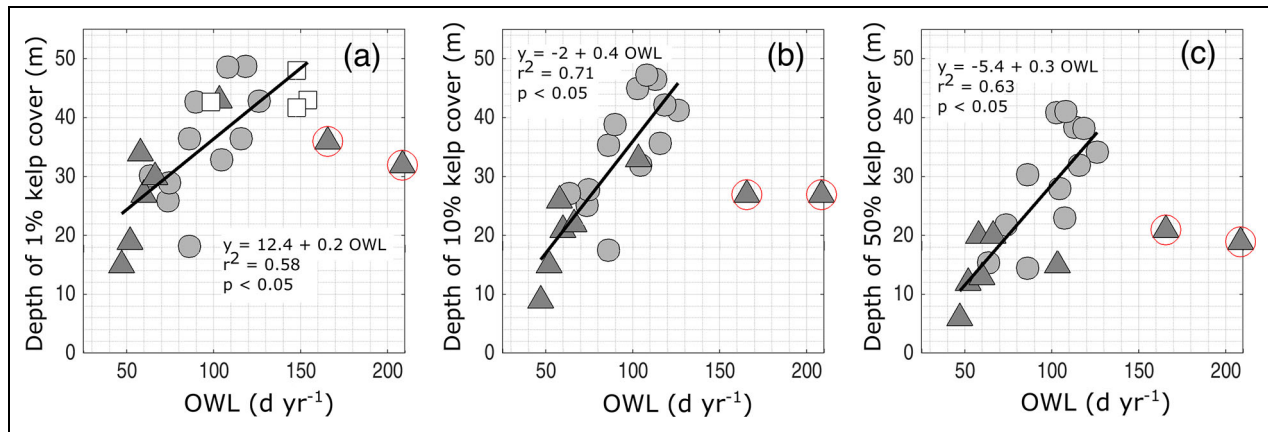 Depth of 1% kelp cover (m)
50
40
30
20
10
0
(a)
y = 12.4 + 0.2 OWL
r2 = 0.58
p < 0.05
50
100
150
200
OWL (d yr-1)
Depth of 10% kelp cover (m)
50
40
30
20
10
0
(b)
y = -2 + 0.4 OWL
r2 = 0.71
p < 0.05
50
100
150
200
OWL (d yr-1)
Depth of 50% kelp cover (m)
50
40
30
20
10
0
(c)
y = -5.4 + 0.3 OWL
r2 = 0.63
p < 0.05
50
100
150
200
OWL (d yr-1)